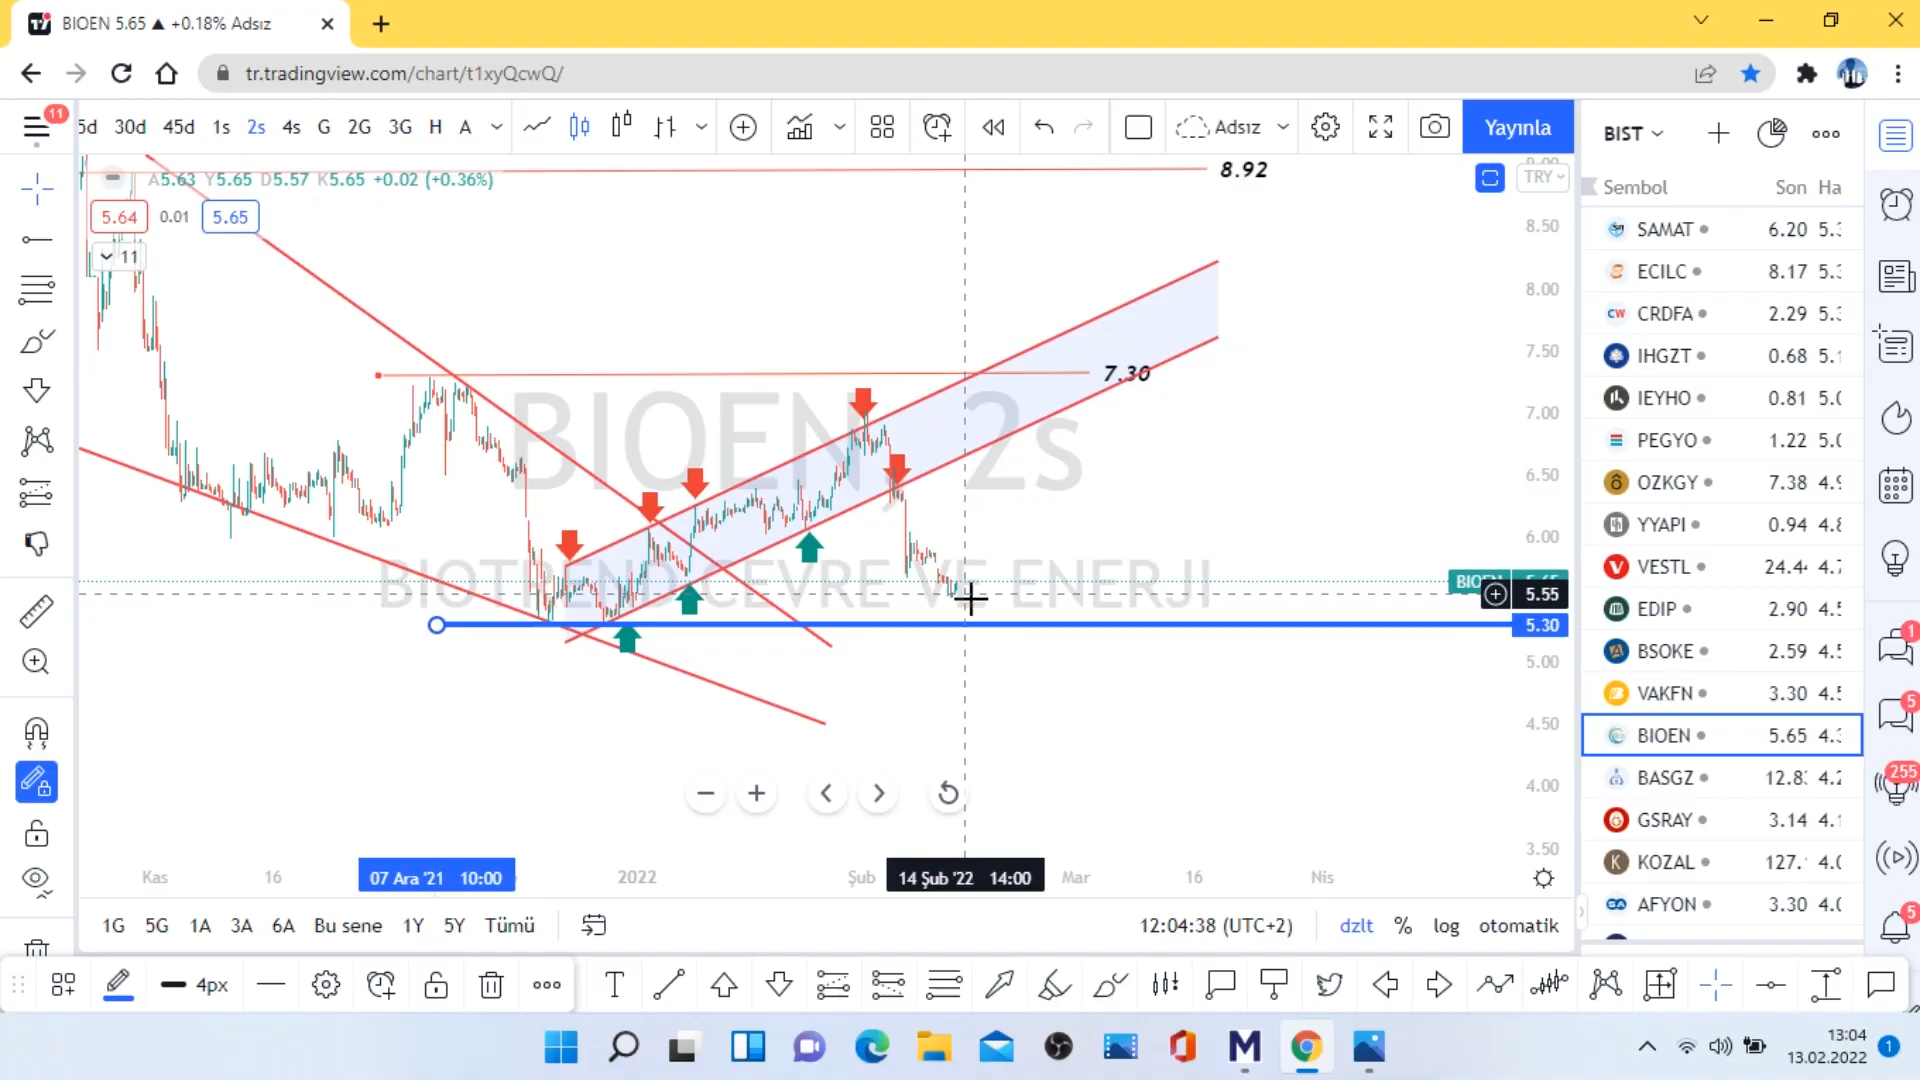 BIOEN 5.65 ▲ +0.18% Adsız
tr.tradingview.com/chart/t1xyQcwQ/
11
5d 30d 45d 1s 2s 4s G 2G 3G H A
Adsız
Yayınla
BIST
A5.63 Y5.65 D5.57 K5.65 +0.02 (+0.36%)
5.64 0.01 5.65
11
8.92
7.30
TRY
BIOEN, 2s
BIOTREND CEVRE VE ENERJI
8.50
8.00
7.50
7.00
6.50
6.00
5.55
5.30
5.00
4.50
4.00
3.50
Kas 16 07 Ara '21 10:00 2022 Şub 14 Şub '22 14:00 Mar 16 Nis
1G 5G 1A 3A 6A Bu sene 1Y 5Y Tümü
12:04:38 (UTC+2) dzlt % log otomatik
Sembol Son Ha
SAMAT 6.20
ECILC 8.17
CRDFA 2.29
IHGZT 0.68
IEYHO 0.81
PEGYO 1.22
OZKGY 7.38
YYAPI 0.94
VESTL
EDIP 2.90
BSOKE 2.59
VAKFN 3.30
BIOEN 5.65
BASGZ
GSRAY 3.14
KOZAL
AFYON 3.30
1
5
255
5
4px
13:04
13.02.2022
1